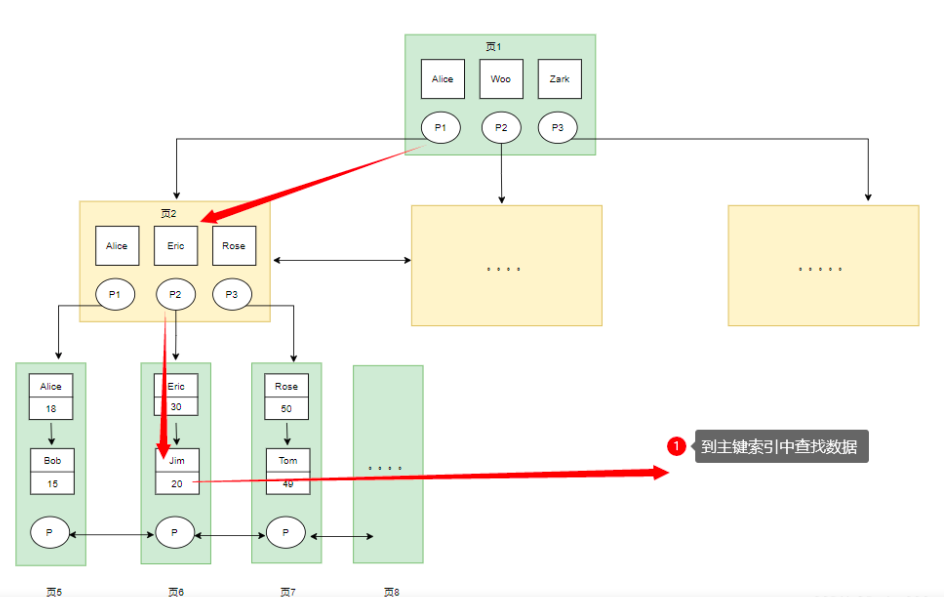 页1
Alice Woo Zark
P1 P2 P3
页2
Alice Eric Rose
P1 P2 P3
....
.....
Alice Eric Rose
18 30 50
Bob Jim Tom
15 20 49
....
1 到主键索引中查找数据
P P P
页5 页6 页7 页8